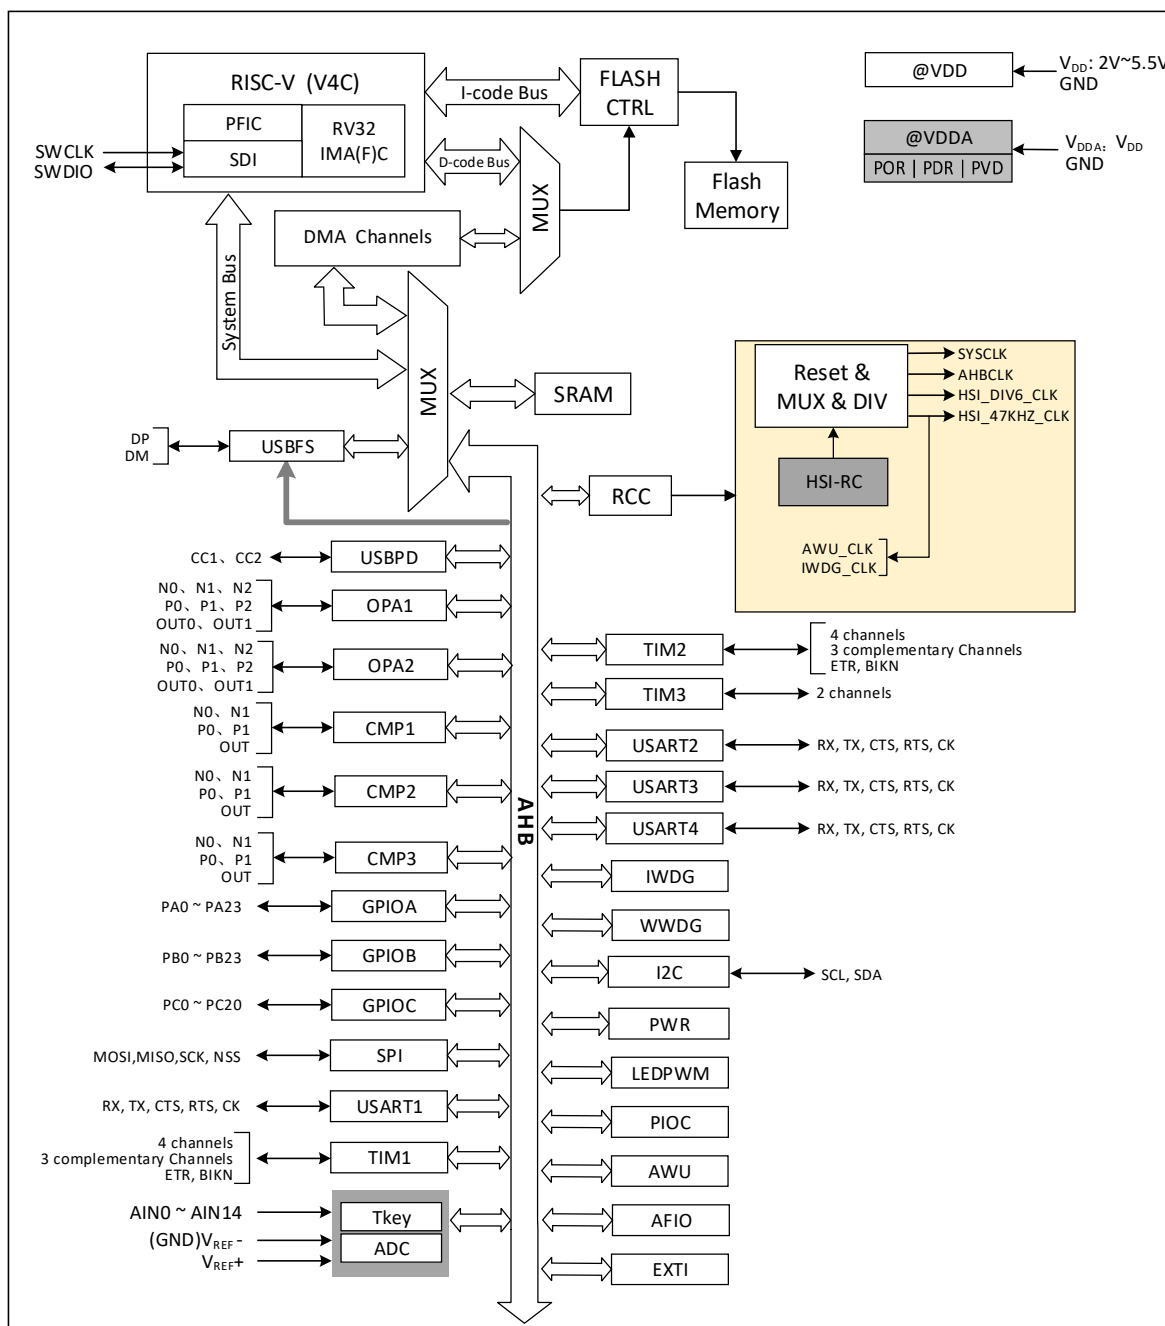 RISC-V (V4C)
PFIC
SDI
RV32
IMA(F)C
SWCLK
SWDIO
I-code Bus
D-code Bus
FLASH
CTRL
MUX
Flash
Memory
@VDD
VDD: 2V~5.5V
GND
@VDDA
POR | PDR | PVD
VDDA: VDD
GND
DMA Channels
System Bus
MUX
SRAM
DP
DM
USBFS
RCC
Reset &
MUX & DIV
HSI-RC
SYSCLK
AHBCLK
HSI_DIV6_CLK
HSI_47KHZ_CLK
AWU_CLK
IWDG_CLK
AHB
CC1、CC2
USBPD
N0、N1、N2
P0、P1、P2
OUT0、OUT1
OPA1
N0、N1、N2
P0、P1、P2
OUT0、OUT1
OPA2
N0、N1
P0、P1
OUT
CMP1
N0、N1
P0、P1
OUT
CMP2
N0、N1
P0、P1
OUT
CMP3
PA0 ~ PA23
GPIOA
PB0 ~ PB23
GPIOB
PC0 ~ PC20
GPIOC
MOSI,MISO,SCK, NSS
SPI
RX, TX, CTS, RTS, CK
USART1
4 channels
3 complementary Channels
ETR, BIKN
TIM1
AIN0 ~ AIN14
(GND)VREF-
VREF+
Tkey
ADC
TIM2
4 channels
3 complementary Channels
ETR, BIKN
TIM3
2 channels
USART2
RX, TX, CTS, RTS, CK
USART3
RX, TX, CTS, RTS, CK
USART4
RX, TX, CTS, RTS, CK
IWDG
WWDG
I2C
SCL, SDA
PWR
LEDPWM
PIOC
AWU
AFIO
EXTI